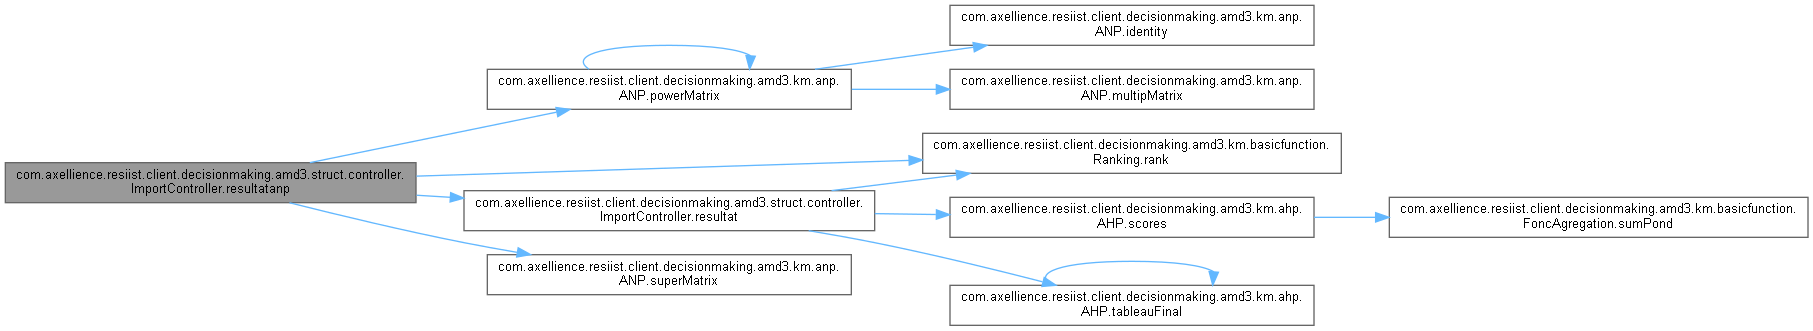 com.axellience.resiist.client.decisionmaking.amd3.struct.controller.
ImportController.resultatanp
com.axellience.resiist.client.decisionmaking.amd3.km.anp.
ANP.powerMatrix
com.axellience.resiist.client.decisionmaking.amd3.km.anp.
ANP.identity
com.axellience.resiist.client.decisionmaking.amd3.km.anp.
ANP.multipMatrix
com.axellience.resiist.client.decisionmaking.amd3.km.basicfunction.
Ranking.rank
com.axellience.resiist.client.decisionmaking.amd3.struct.controller.
ImportController.resultat
com.axellience.resiist.client.decisionmaking.amd3.km.ahp.
AHP.scores
com.axellience.resiist.client.decisionmaking.amd3.km.basicfunction.
FoncAgregation.sumPond
com.axellience.resiist.client.decisionmaking.amd3.km.anp.
ANP.superMatrix
com.axellience.resiist.client.decisionmaking.amd3.km.ahp.
AHP.tableauFinal